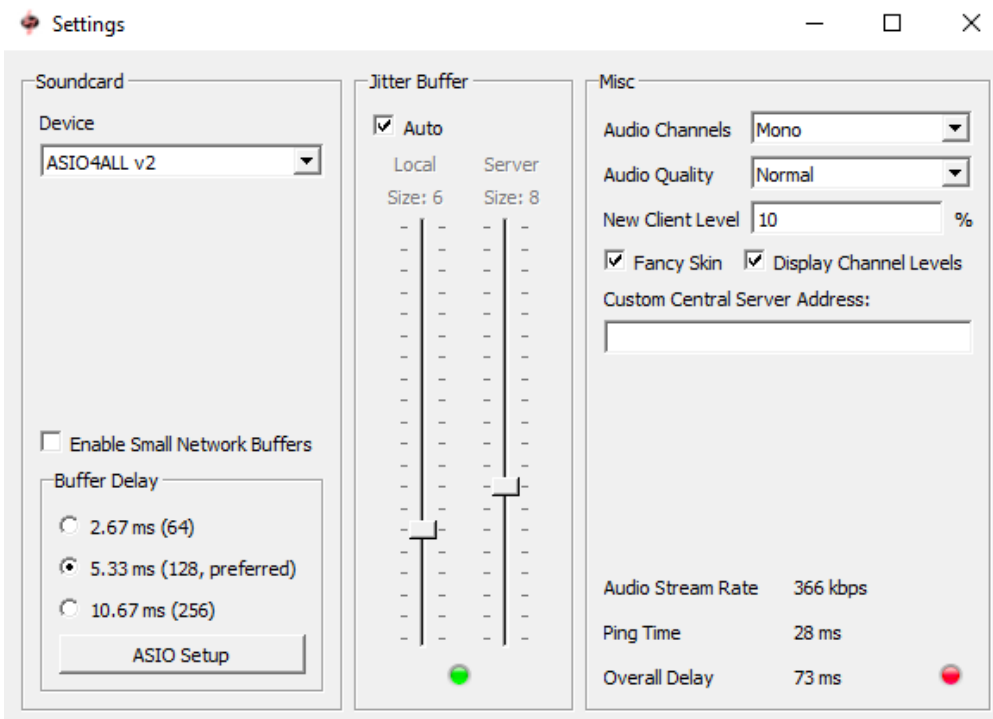 Settings
Soundcard
Device
ASIO4ALL v2
Enable Small Network Buffers
Buffer Delay
2.67 ms (64)
5.33 ms (128, preferred)
10.67 ms (256)
ASIO Setup
Jitter Buffer
Auto
Local Server
Size: 6 Size: 8
Misc
Audio Channels Mono
Audio Quality Normal
New Client Level 10 %
Fancy Skin Display Channel Levels
Custom Central Server Address:
Audio Stream Rate 366 kbps
Ping Time 28 ms
Overall Delay 73 ms